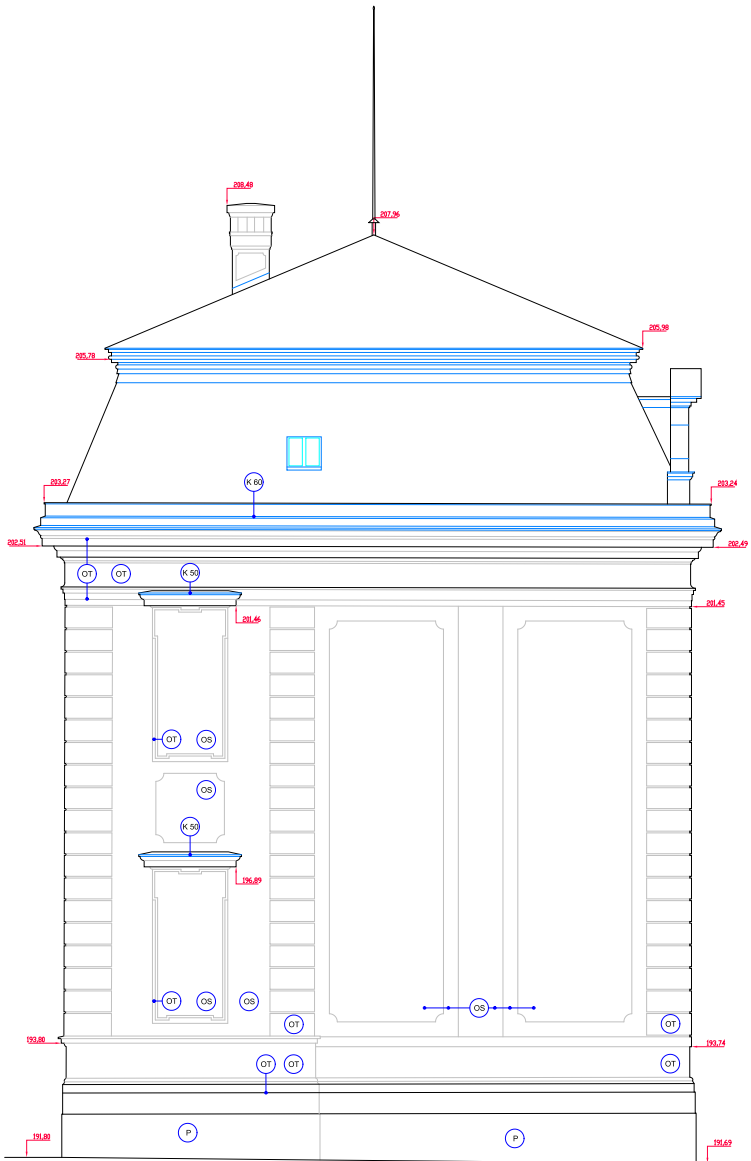 208,48
207,96
205,98
205,78
K 60
203,27
203,24
202,51
202,49
OT
OT
K 50
201,45
201,46
OT
OS
OS
K 50
196,89
OT
OS
OS
OS
OT
OT
193,80
193,74
OT
OT
OT
P
P
191,80
191,69